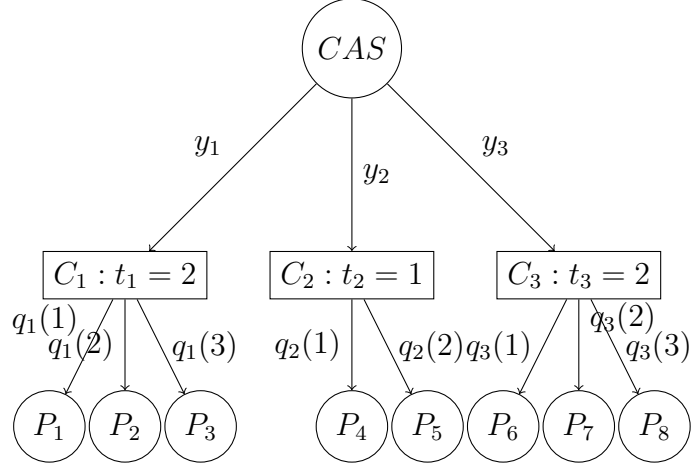 CAS
y₁
y₂
y₃
C₁ : t₁ = 2
C₂ : t₂ = 1
C₃ : t₃ = 2
q₁(1)
q₁(2)
q₁(3)
q₂(1)
q₂(2)
q₃(1)
q₃(2)
q₃(3)
P₁
P₂
P₃
P₄
P₅
P₆
P₇
P₈